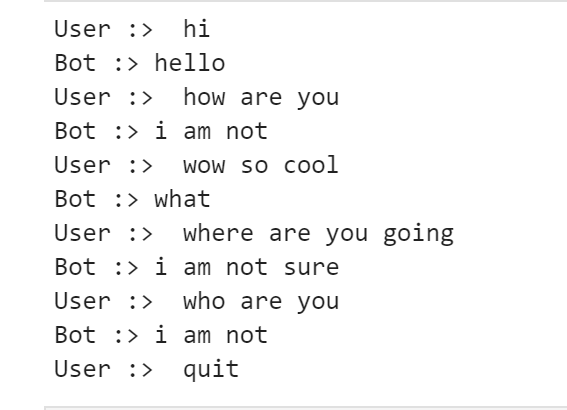 User :>  hi
Bot :> hello
User :>  how are you
Bot :> i am not
User :>  wow so cool
Bot :> what
User :>  where are you going
Bot :> i am not sure
User :>  who are you
Bot :> i am not
User :>  quit